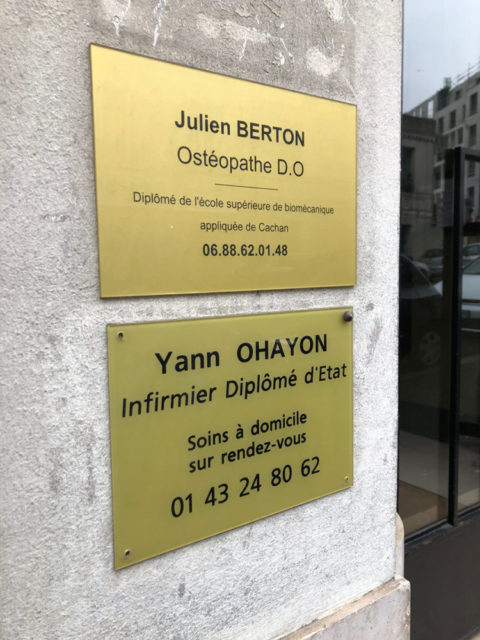 Julien BERTON
Ostéopathe D.O
Diplômé de l'école supérieure de biomécanique
appliquée de Cachan
06.88.62.01.48
Yann OHAYON
Infirmier Diplômé d'Etat
Soins à domicile
sur rendez-vous
01 43 24 80 62